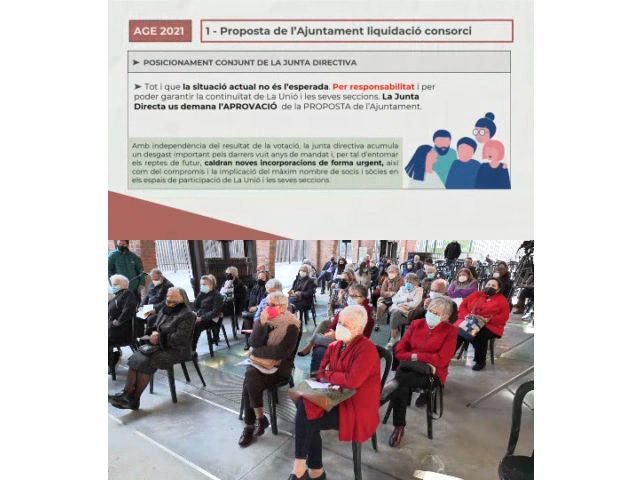 AGE 2021
1 - Proposta de l'Ajuntament liquidació consorci
➤ POSICIONAMENT CONJUNT DE LA JUNTA DIRECTIVA
➤ Tot i que la situació actual no és l'esperada. Per responsabilitat i per
poder garantir la continuïtat de La Unió i les seves seccions. La Junta
Directa us demana l'APROVACIÓ de la PROPOSTA de l'Ajuntament.
Amb independència del resultat de la votació, la junta directiva acumula
un desgast important pels darrers vuit anys de mandat i, per tal d'entomar
els reptes de futur, caldran noves incorporacions de forma urgent, així
com del compromis i la implicació del màxim nombre de socis i sòcies en
els espais de participació de La Unió i les seves seccions.